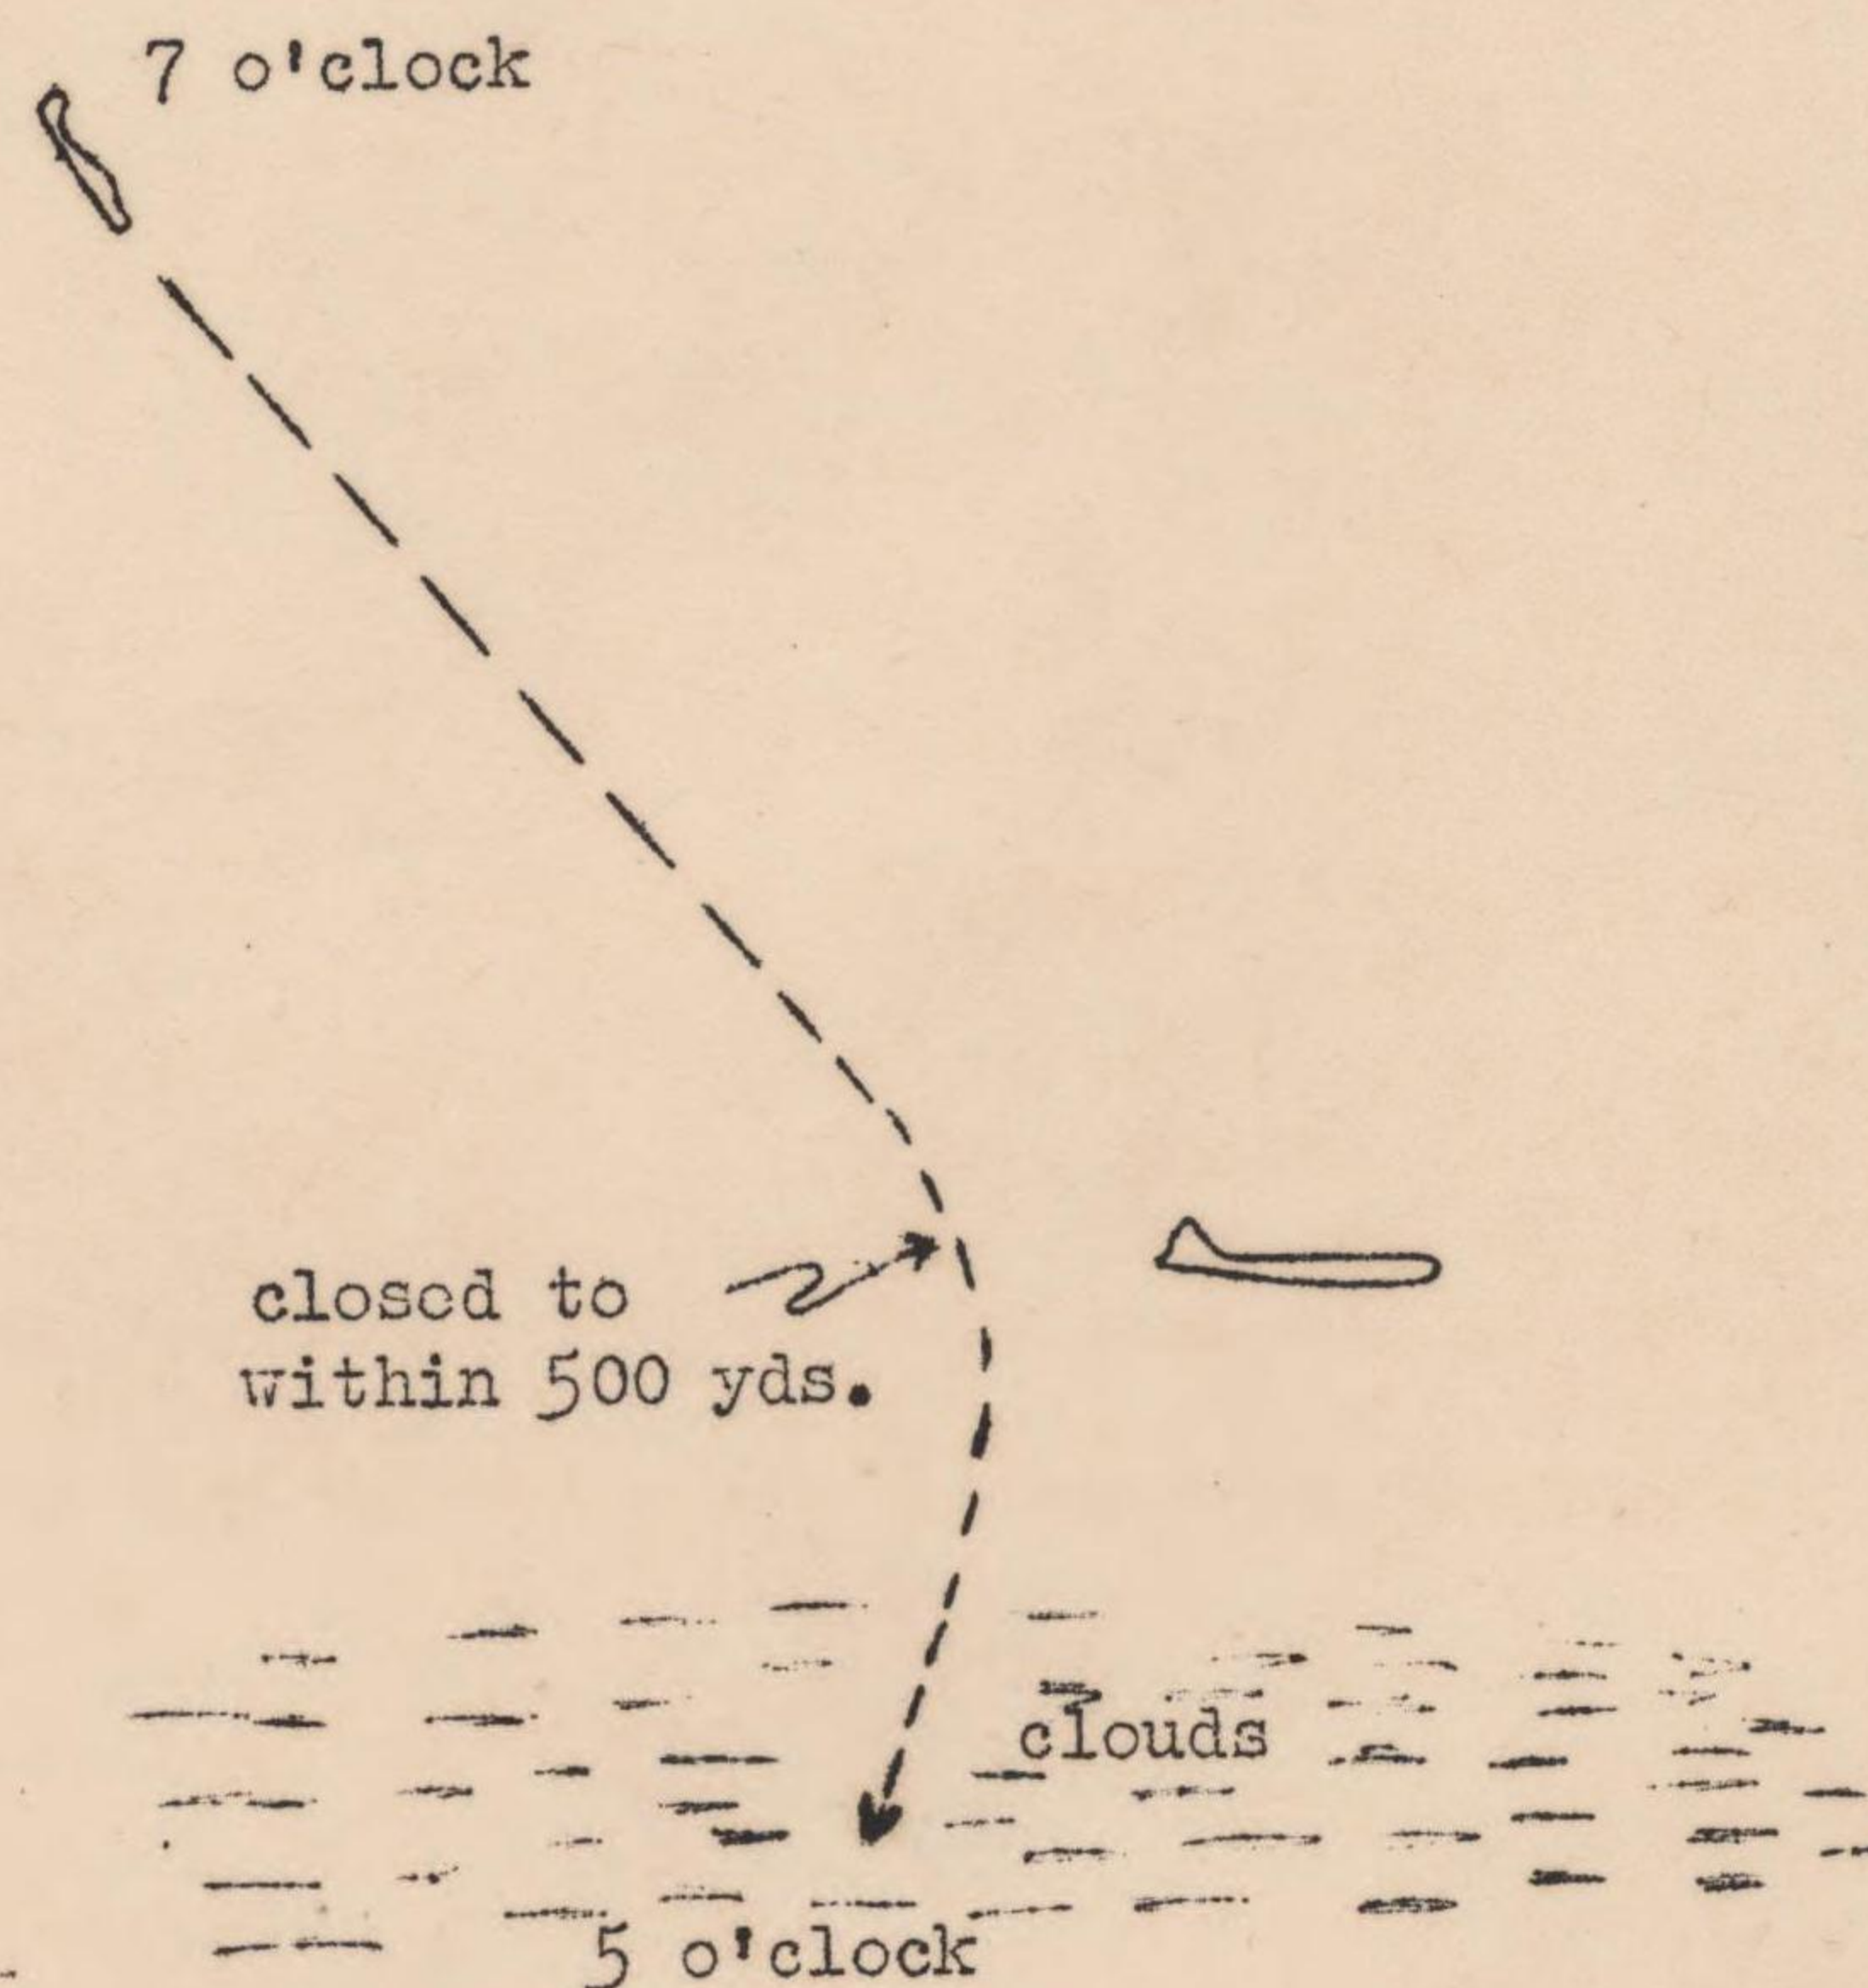 7 o'clock
closed to
within 500 yds.
clouds
5 o'clock